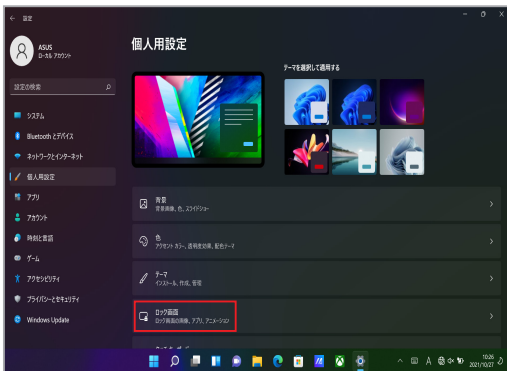 設定
ASUS
ローカル アカウント
設定の検索
システム
Bluetooth とデバイス
ネットワークとインターネット
個人用設定
アプリ
アカウント
時刻と言語
ゲーム
アクセシビリティ
プライバシーとセキュリティ
Windows Update
個人用設定
テーマを選択して適用する
背景
背景画像、色、スライドショー
色
アクセント カラー、透明度効果、配色テーマ
テーマ
インストール、作成、管理
ロック画面
ロック画面の画像、アプリ、アニメーション
A
10:26
2021/10/27